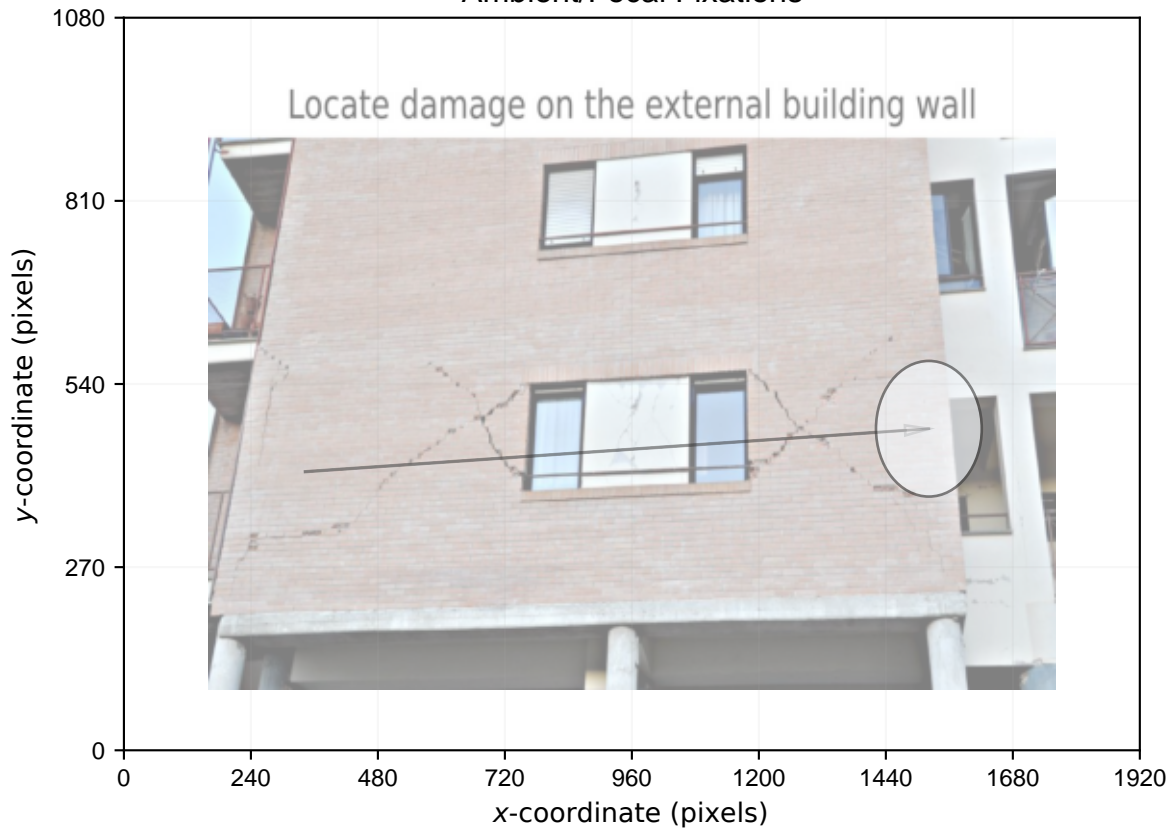 Ambient/Focal Fixations
1080
Locate damage on the external building wall
810
540
270
0
0 240 480 720 960 1200 1440 1680 1920
x-coordinate (pixels)
y-coordinate (pixels)